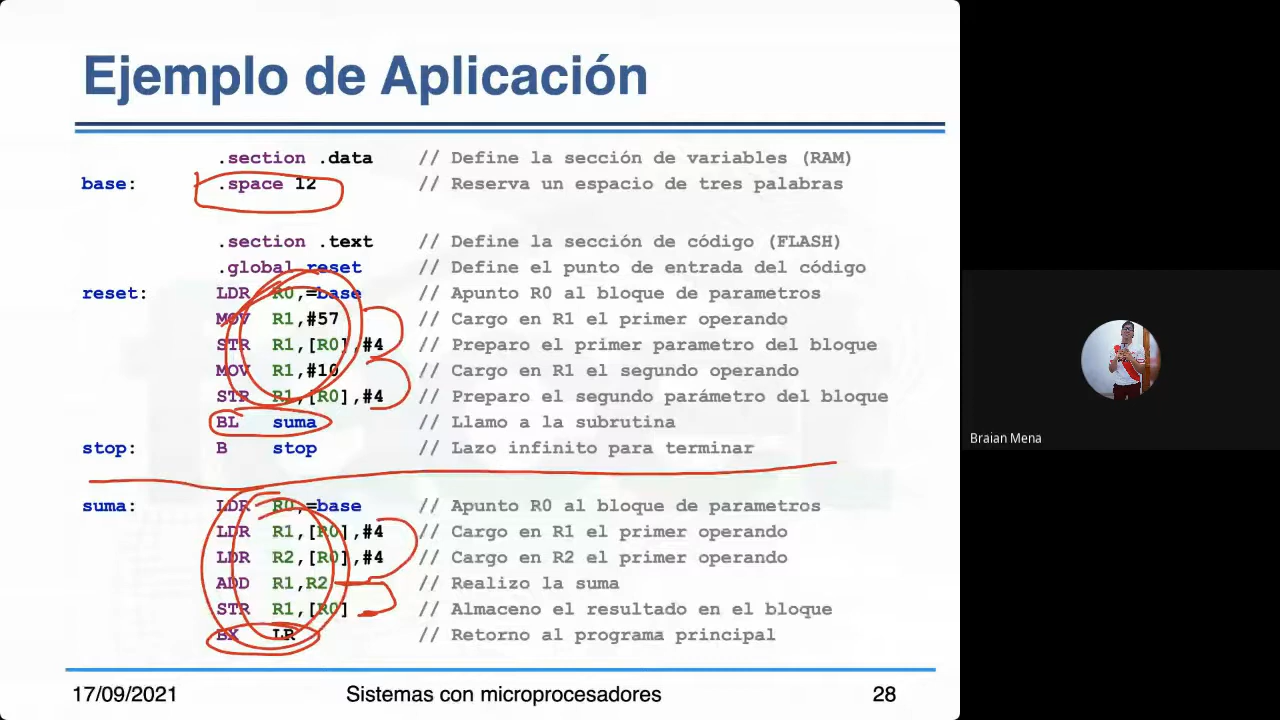 Ejemplo de Aplicación
.section .data // Define la sección de variables (RAM)
base: .space 12 // Reserva un espacio de tres palabras
.section .text // Define la sección de código (FLASH)
.global reset // Define el punto de entrada del código
reset: LDR R0,=base // Apunto R0 al bloque de parametros
MOV R1,#57 // Cargo en R1 el primer operando
STR R1,[R0],#4 // Preparo el primer parametro del bloque
MOV R1,#10 // Cargo en R1 el segundo operando
STR R1,[R0],#4 // Preparo el segundo parámetro del bloque
BL suma // Llamo a la subrutina
stop: B stop // Lazo infinito para terminar
suma: LDR R0,=base // Apunto R0 al bloque de parametros
LDR R1,[R0],#4 // Cargo en R1 el primer operando
LDR R2,[R0],#4 // Cargo en R2 el primer operando
ADD R1,R2 // Realizo la suma
STR R1,[R0] // Almaceno el resultado en el bloque
BX LR // Retorno al programa principal
17/09/2021 Sistemas con microprocesadores 28
Braian Mena